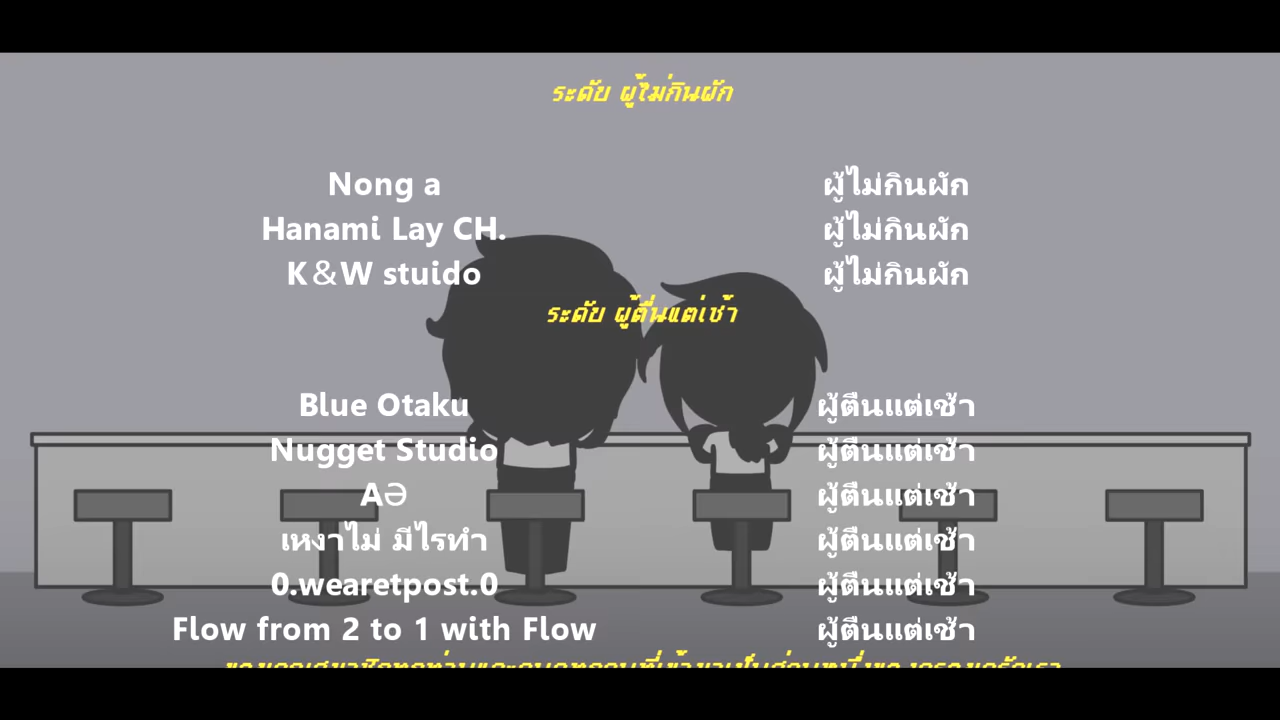 ระดับ ผู้ไม่กินผัก
Nong a ผู้ไม่กินผัก
Hanami Lay CH. ผู้ไม่กินผัก
K&W stuido ผู้ไม่กินผัก
ระดับ ผู้ตื่นแต่เช้า
Blue Otaku ผู้ตืนแต่เช้า
Nugget Studio ผู้ตืนแต่เช้า
Aə ผู้ตืนแต่เช้า
เหงาไม่ มีไรทำ ผู้ตืนแต่เช้า
0.wearetpost.0 ผู้ตืนแต่เช้า
Flow from 2 to 1 with Flow ผู้ตืนแต่เช้า